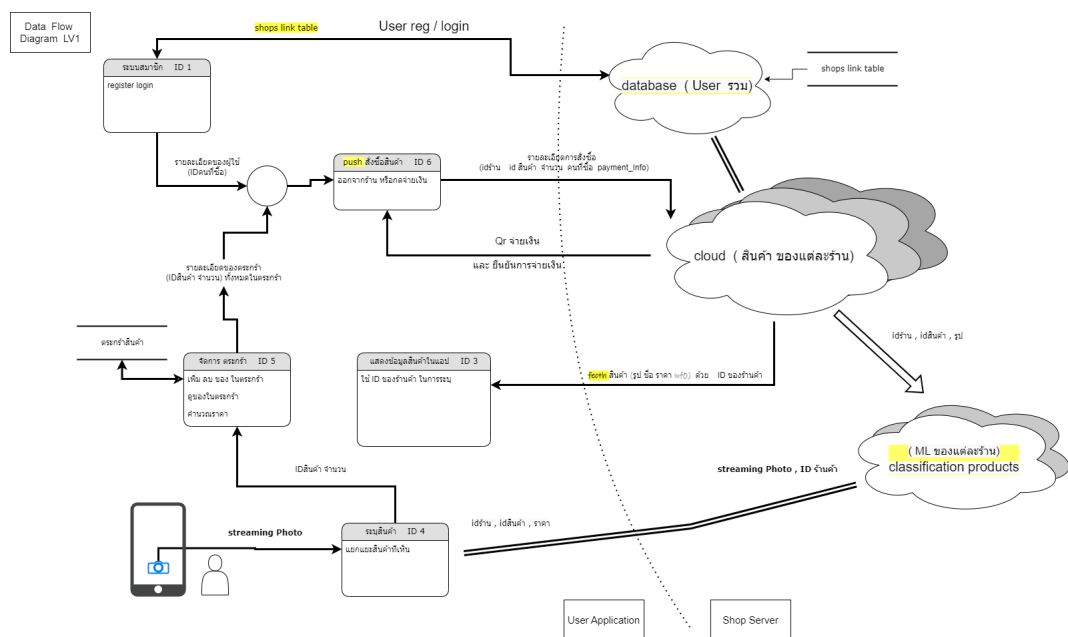 Data Flow
Diagram LV1
shops link table
User reg / login
ระบบสมาชิก ID 1
register login
database ( User รวม)
shops link table
รายละเอียดของผู้ใช้
(IDคนที่ซื้อ)
push สั่งซื้อสินค้า ID 6
ออกจากร้าน หรือกดจ่ายเงิน
รายละเอียดการสั่งซื้อ
(idร้าน id สินค้า จำนวน คนที่ซื้อ payment_Info)
Qr จ่ายเงิน
และ ยืนยันการจ่ายเงิน
cloud ( สินค้า ของแต่ละร้าน)
รายละเอียดของตระกร้า
(IDสินค้า จำนวน) ทั้งหมดในตระกร้า
idร้าน , idสินค้า , รูป
ตระกร้าสินค้า
จัดการ ตระกร้า ID 5
เพิ่ม ลบ ของ ในตระกร้า
ดูของในตระกร้า
คำนวณราคา
แสดงข้อมูลสินค้าในแอป ID 3
ใช้ ID ของร้านค้า ในการระบุ
สินค้า (รูป ชื่อ ราคา ) ด้วย ID ของร้านค้า
( ML ของแต่ละร้าน)
classification products
IDสินค้า จำนวน
streaming Photo , ID ร้านค้า
streaming Photo
ระบุสินค้า ID 4
แยกแยะสินค้าที่เห็น
idร้าน , idสินค้า , ราคา
User Application
Shop Server